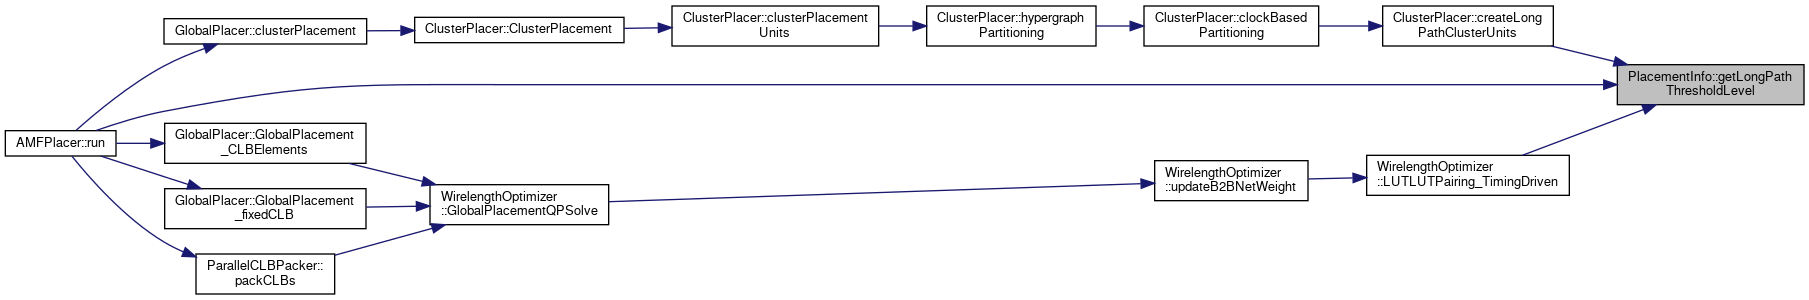 GlobalPlacer::clusterPlacement
ClusterPlacer::ClusterPlacement
ClusterPlacer::clusterPlacement
Units
ClusterPlacer::hypergraph
Partitioning
ClusterPlacer::clockBased
Partitioning
ClusterPlacer::createLong
PathClusterUnits
PlacementInfo::getLongPath
ThresholdLevel
AMFPlacer::run
GlobalPlacer::GlobalPlacement
_CLBElements
GlobalPlacer::GlobalPlacement
_fixedCLB
ParallelCLBPacker::
packCLBs
WirelengthOptimizer
::GlobalPlacementQPSolve
WirelengthOptimizer
::updateB2BNetWeight
WirelengthOptimizer
::LUTLUTPairing_TimingDriven